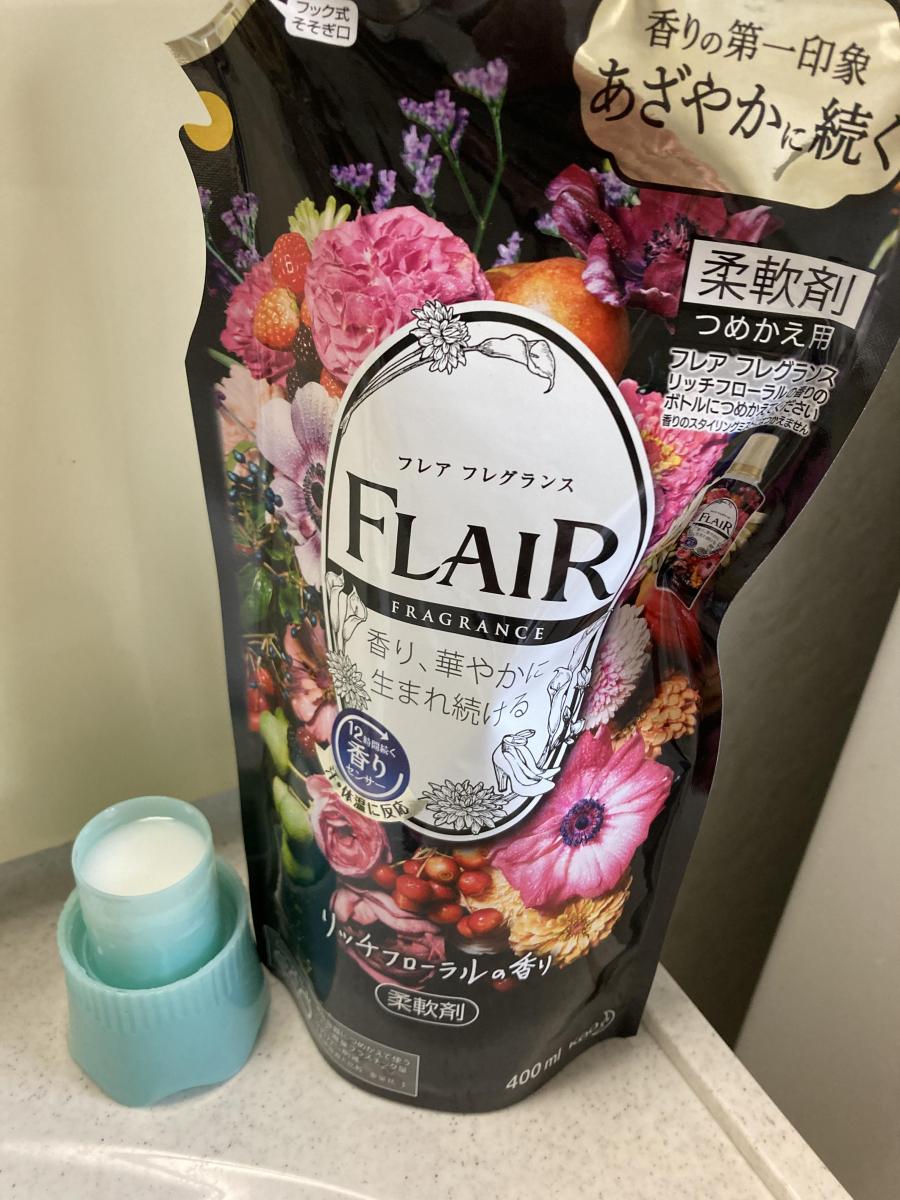 フック式
そそぎ口
香りの第一印象
あざやかに続く
柔軟剤
つめかえ用
フレア フレグランス
リッチフローラルの香りの
ボトルにつめかえてください
フレア フレグランス
FLAIR
FRAGRANCE
香り、華やかに
生まれ続ける
FLAIR
12時間続く
香り
センサー
汗・体温に反応
リッチフローラルの香り
柔軟剤
400ml Kao